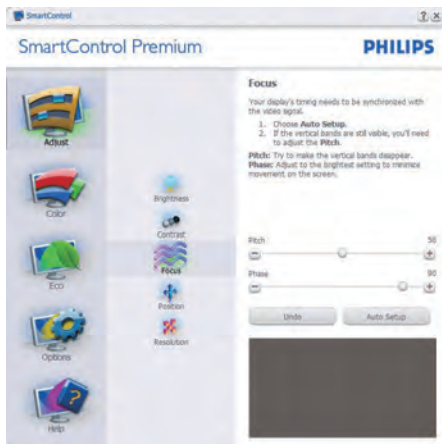 SmartControl
SmartControl Premium
PHILIPS
Adjust
Color
Eco
Options
Help
Brightness
Contrast
Focus
Position
Resolution
Focus
Your display's timing needs to be synchronized with
the video signal.
1. Choose Auto Setup.
2. If the vertical bands are still visible, you'll need
to adjust the Pitch.
Pitch: Try to make the vertical bands disappear.
Phase: Adjust to the brightest setting to minimize
movement on the screen.
Pitch 50
Phase 90
Undo Auto Setup